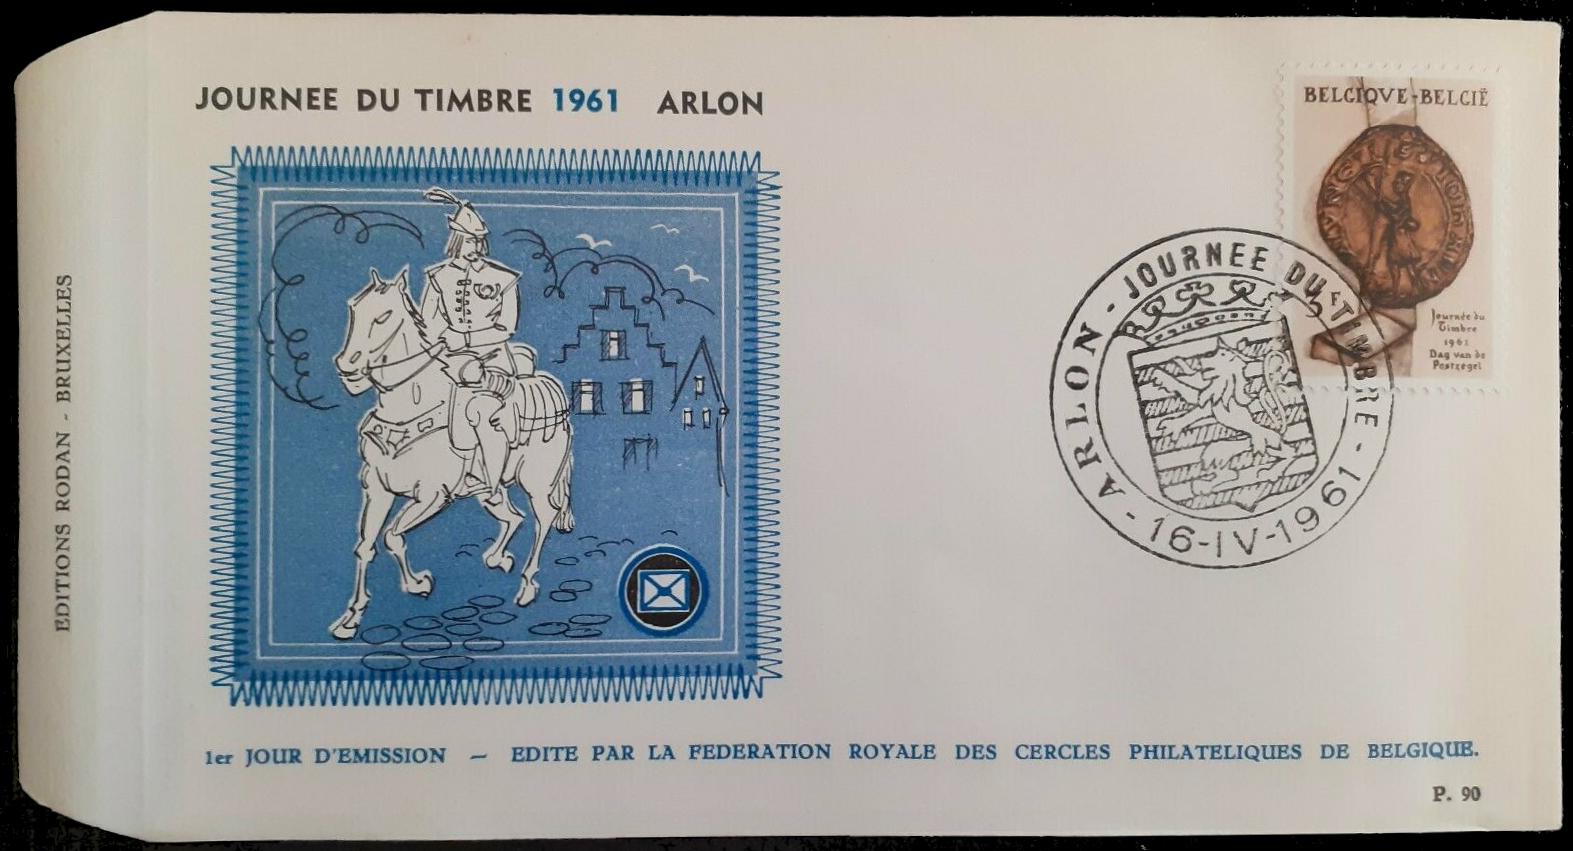 JOURNEE DU TIMBRE 1961 ARLON
BELGIQVE-BELGIË
Journée du
Timbre
1961
Dag van de
Postzegel
ARLON - JOURNEE DU TIMBRE -
16-IV-1961
EDITIONS RODAN - BRUXELLES
1er JOUR D'EMISSION — EDITE PAR LA FEDERATION ROYALE DES CERCLES PHILATELIQUES DE BELGIQUE.
P. 90